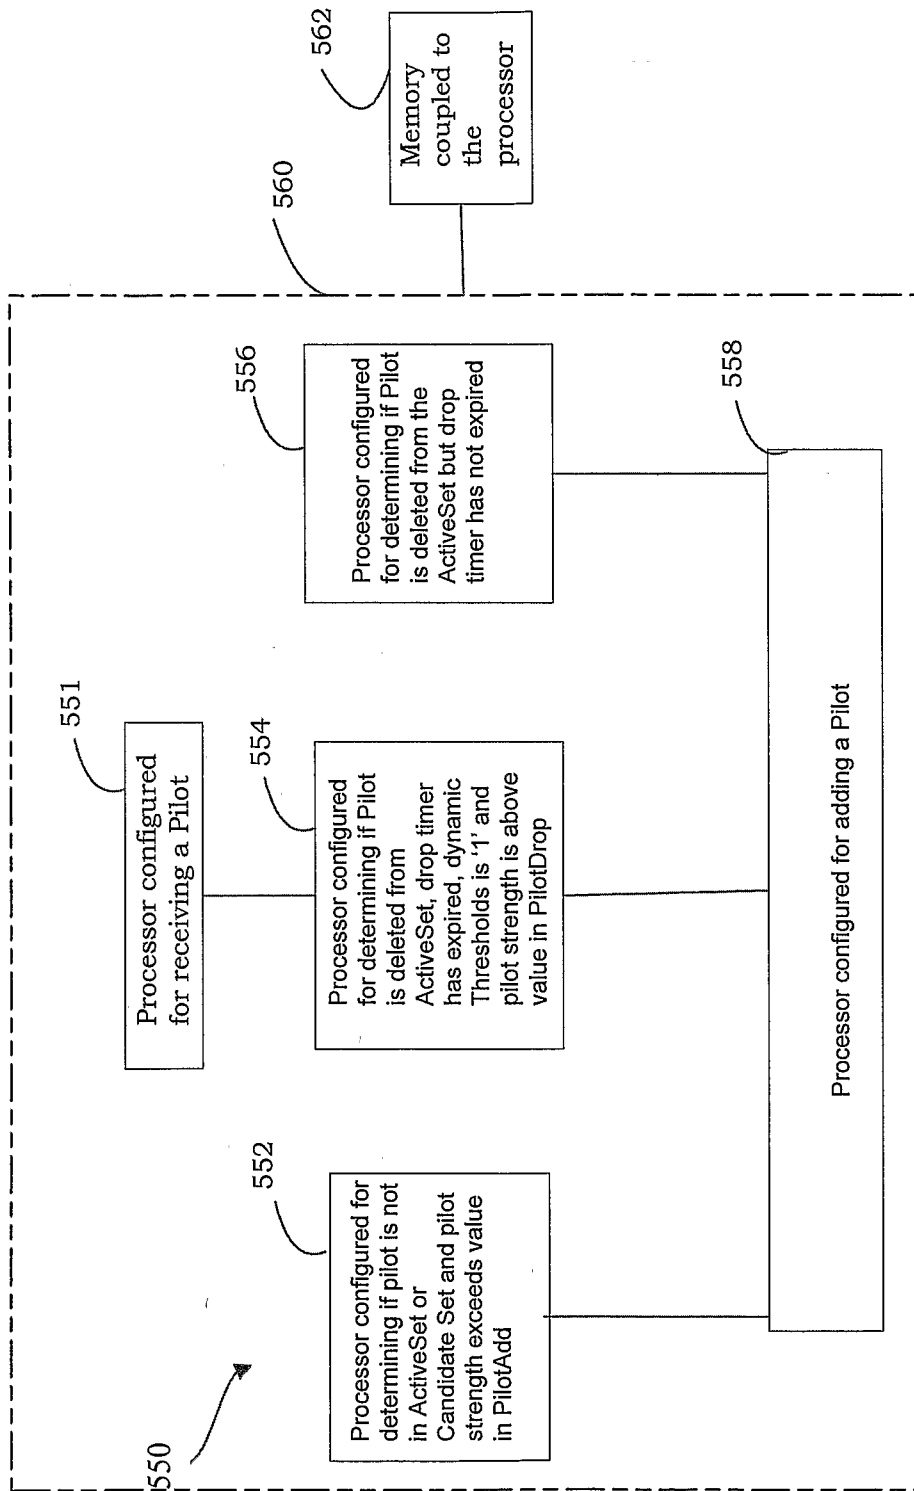 550
551
Processor configured
for receiving a Pilot
552
Processor configured for
determining if pilot is not
in ActiveSet or
Candidate Set and pilot
strength exceeds value
in PilotAdd
554
Processor configured
for determining if Pilot
is deleted from
ActiveSet, drop timer
has expired, dynamic
Thresholds is '1' and
pilot strength is above
value in PilotDrop
556
Processor configured
for determining if Pilot
is deleted from the
ActiveSet but drop
timer has not expired
558
Processor configured for adding a Pilot
560
562
Memory
coupled to
the
processor